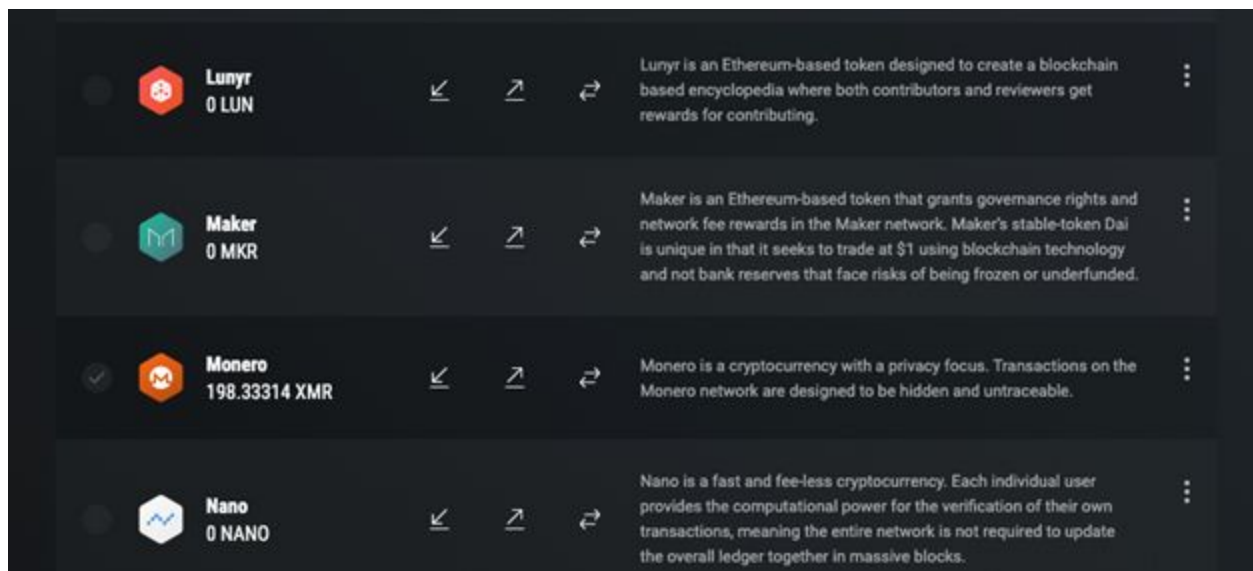 Lunyr
0 LUN
Lunyr is an Ethereum-based token designed to create a blockchain
based encyclopedia where both contributors and reviewers get
rewards for contributing.
Maker
0 MKR
Maker is an Ethereum-based token that grants governance rights and
network fee rewards in the Maker network. Maker's stable-token Dai
is unique in that it seeks to trade at $1 using blockchain technology
and not bank reserves that face risks of being frozen or underfunded.
Monero
198.33314 XMR
Monero is a cryptocurrency with a privacy focus. Transactions on the
Monero network are designed to be hidden and untraceable.
Nano
0 NANO
Nano is a fast and fee-less cryptocurrency. Each individual user
provides the computational power for the verification of their own
transactions, meaning the entire network is not required to update
the overall ledger together in massive blocks.